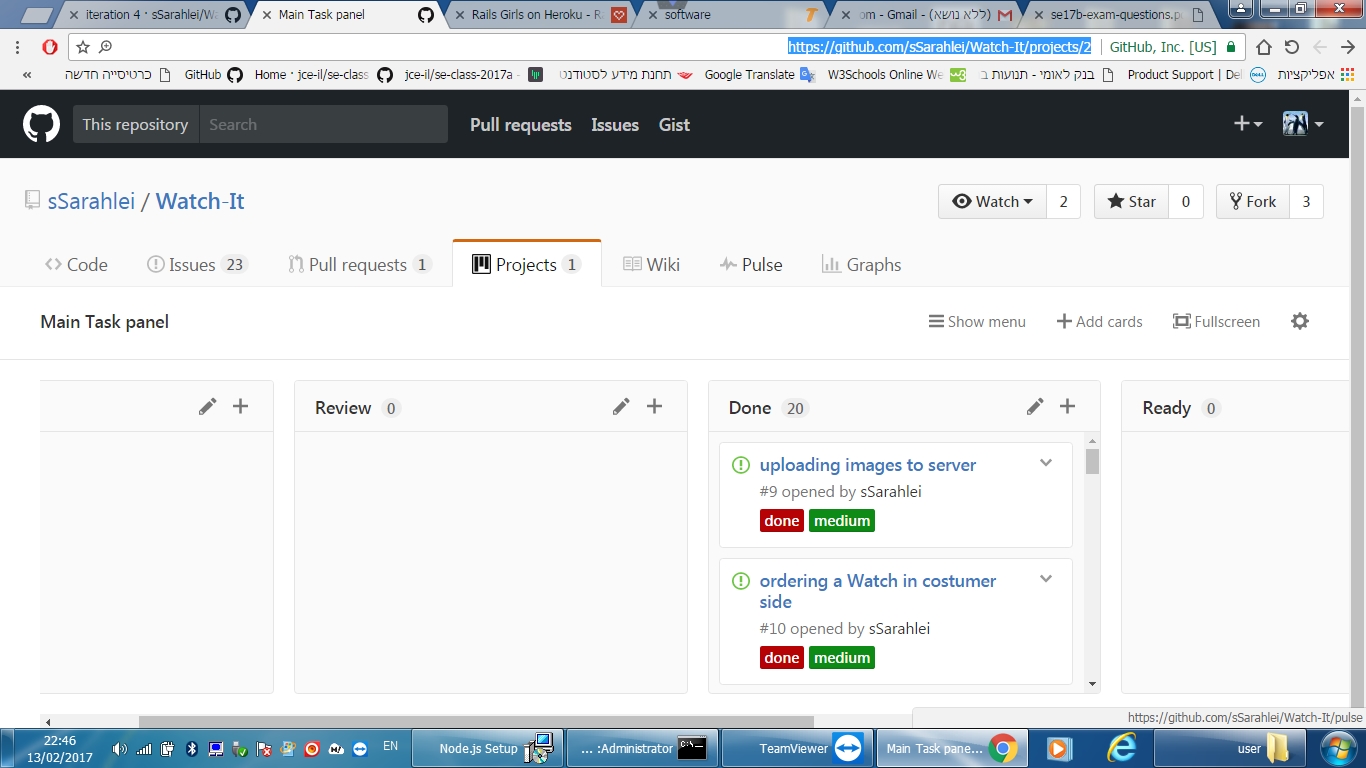 iteration 4 · sSarahlei/Wa
Main Task panel
Rails Girls on Heroku - Ra
software
(ללא נושא) - om - Gmail
se17b-exam-questions.p
https://github.com/sSarahlei/Watch-It/projects/2
GitHub, Inc. [US]
«
כרטיסייה חדשה
GitHub
Home · jce-il/se-class
jce-il/se-class-2017a -
תחנת מידע לסטודנט
Google Translate
W3Schools Online We
בנק לאומי - תנועות ב
Product Support | Del
אפליקציות
This repository
Search
Pull requests
Issues
Gist
sSarahlei / Watch-It
Watch 2
Star 0
Fork 3
Code
Issues 23
Pull requests 1
Projects 1
Wiki
Pulse
Graphs
Main Task panel
Show menu
Add cards
Fullscreen
Review 0
Done 20
Ready 0
uploading images to server
#9 opened by sSarahlei
done medium
ordering a Watch in costumer
side
#10 opened by sSarahlei
done medium
https://github.com/sSarahlei/Watch-It/pulse
22:46
13/02/2017
EN
Node.js Setup
... :Administrator
TeamViewer
Main Task pane...
user